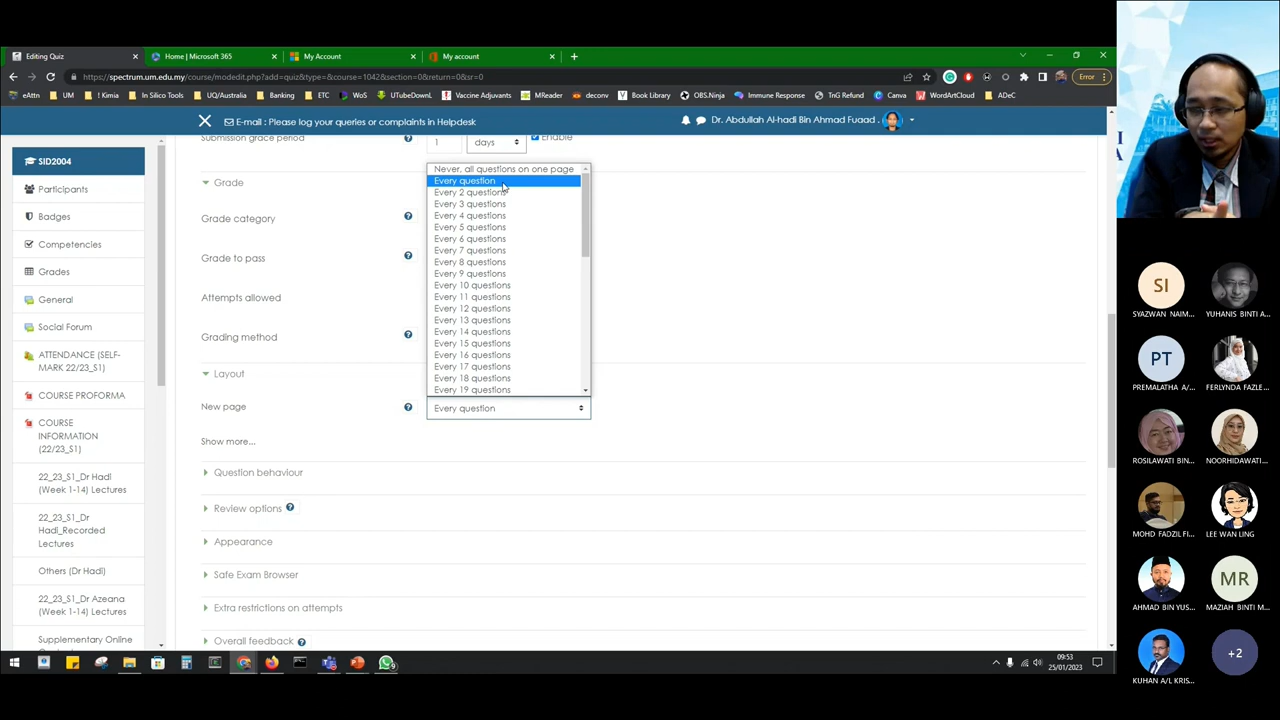 Editing Quiz
Home | Microsoft 365
My Account
My account
https://spectrum.um.edu.my/course/modedit.php?add=quiz&type=&course=1042&section=0&return=0&sr=0
Error
eAttn
UM
! Kimia
In Silico Tools
UQ/Australia
Banking
ETC
WoS
UTubeDownL
Vaccine Adjuvants
MReader
deconv
Book Library
OBS.Ninja
Immune Response
TnG Refund
Canva
WordArtCloud
ADeC
E-mail : Please log your queries or complaints in Helpdesk
Dr. Abdullah Al-hadi Bin Ahmad Fuaad .
SID2004
Participants
Badges
Competencies
Grades
General
Social Forum
ATTENDANCE (SELF-
MARK 22/23_S1)
COURSE PROFORMA
COURSE
INFORMATION
(22/23_S1)
22_23_S1_Dr Hadi
(Week 1-14) Lectures
22_23_S1_Dr
Hadi_Recorded
Lectures
Others (Dr Hadi)
22_23_S1_Dr Azeana
(Week 1-14) Lectures
Supplementary Online
Submission grace period
1
days
Enable
Grade
Grade category
Grade to pass
Attempts allowed
Grading method
Layout
New page
Never, all questions on one page
Every question
Every 2 questions
Every 3 questions
Every 4 questions
Every 5 questions
Every 6 questions
Every 7 questions
Every 8 questions
Every 9 questions
Every 10 questions
Every 11 questions
Every 12 questions
Every 13 questions
Every 14 questions
Every 15 questions
Every 16 questions
Every 17 questions
Every 18 questions
Every 19 questions
Every question
Show more...
Question behaviour
Review options
Appearance
Safe Exam Browser
Extra restrictions on attempts
Overall feedback
09:53
25/01/2023
SI
SYAZWAN NAIM...
YUHANIS BINTI A...
PT
PREMALATHA A/...
FERLYNDA FAZLE...
ROSILAWATI BIN...
NOORHIDAWATI...
MOHD FADZIL FI...
LEE WAN LING
AHMAD BIN YUS...
MR
MAZIAH BINTI M...
KUHAN A/L KRIS...
+2